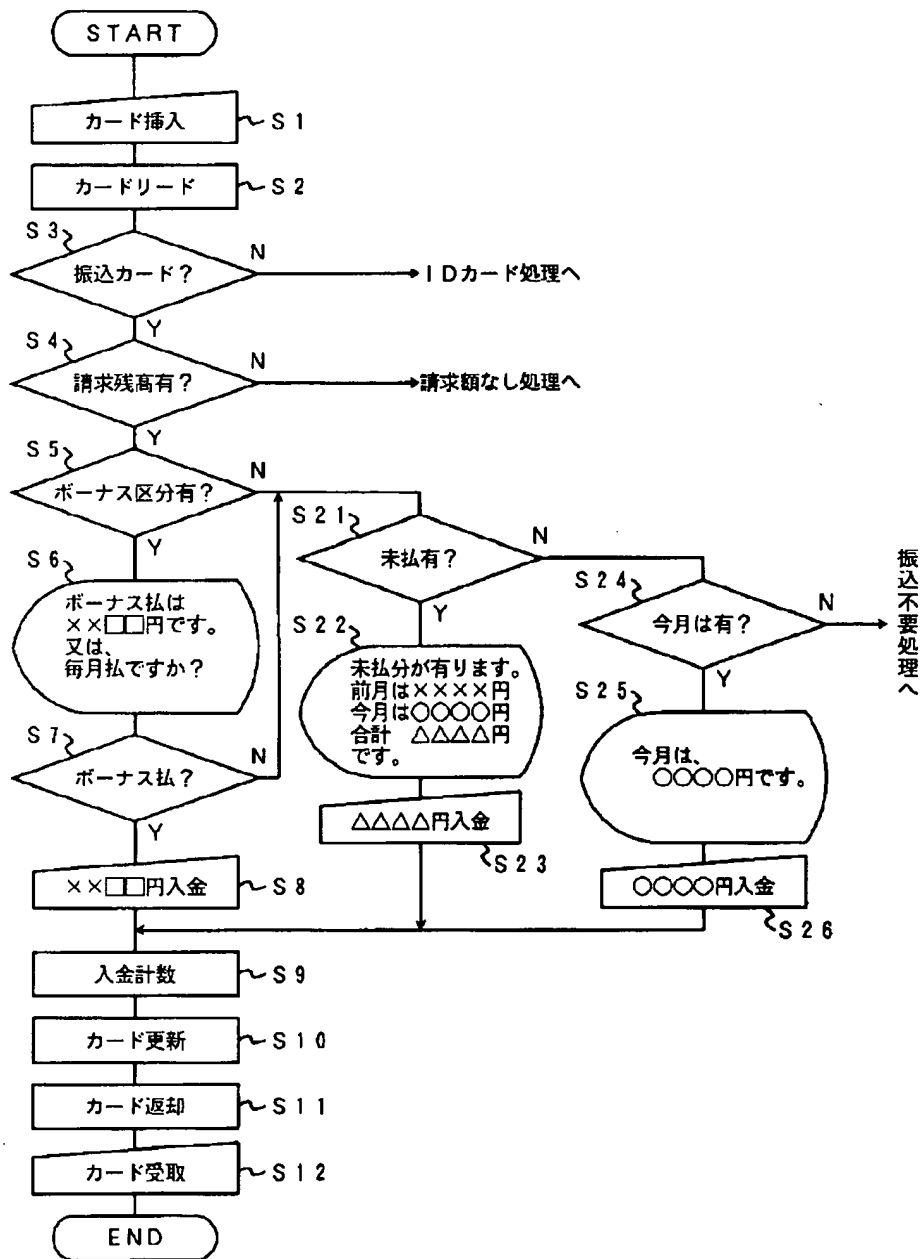 START
カード挿入
S1
カードリード
S2
S3
振込カード?
N
IDカード処理へ
Y
S4
請求残高有?
N
請求額なし処理へ
Y
S5
ボーナス区分有?
N
Y
S6
ボーナス払は
××□□円です。
又は、
毎月払ですか?
S7
ボーナス払?
N
Y
××□□円入金
S8
S21
未払有?
N
Y
S22
未払分が有ります。
前月は××××円
今月は○○○○円
合計 △△△△円
です。
△△△△円入金
S23
S24
今月は有?
N
振込不要処理へ
Y
S25
今月は、
○○○○円です。
○○○○円入金
S26
入金計数
S9
カード更新
S10
カード返却
S11
カード受取
S12
END